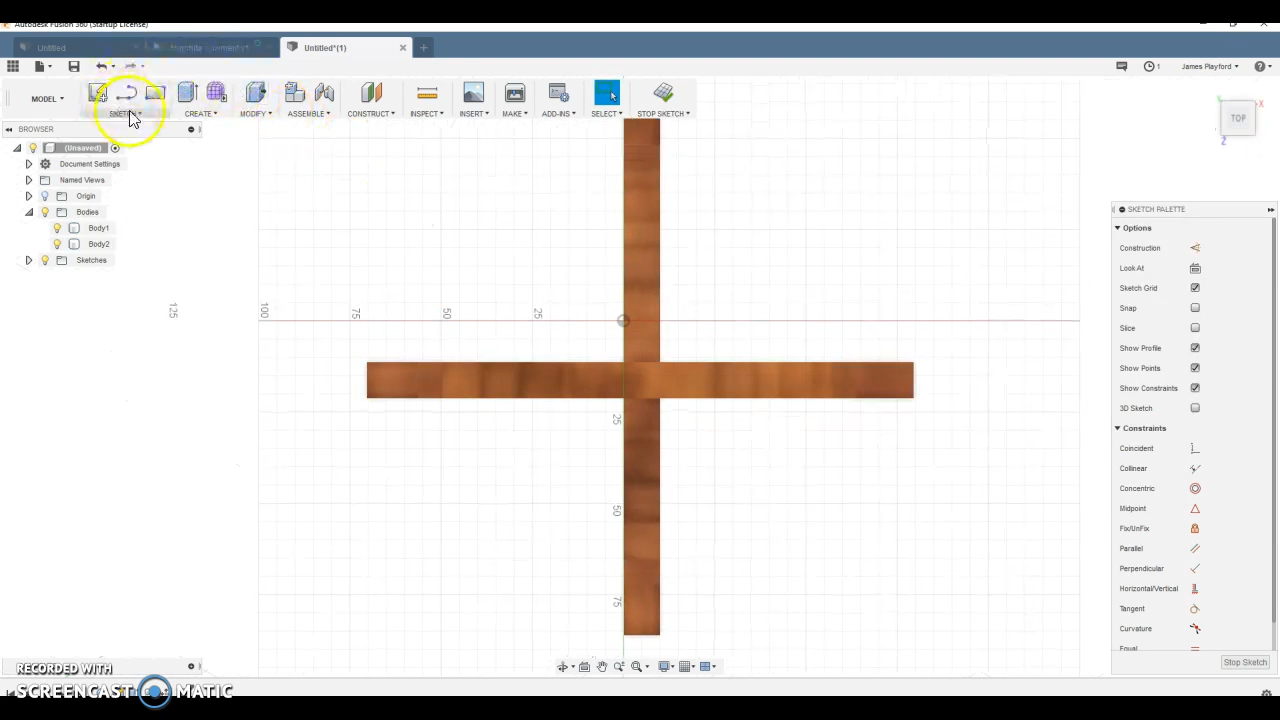 Autodesk Fusion 360 (Startup License)
Untitled
Untitled*(1)
James Playford
MODEL
SKETCH
CREATE
MODIFY
ASSEMBLE
CONSTRUCT
INSPECT
INSERT
MAKE
ADD-INS
SELECT
STOP SKETCH
BROWSER
(Unsaved)
Document Settings
Named Views
Origin
Bodies
Body1
Body2
Sketches
TOP
X
Z
125
100
75
50
25
25
50
75
SKETCH PALETTE
Options
Construction
Look At
Sketch Grid
Snap
Slice
Show Profile
Show Points
Show Constraints
3D Sketch
Constraints
Coincident
Collinear
Concentric
Midpoint
Fix/UnFix
Parallel
Perpendicular
Horizontal/Vertical
Tangent
Curvature
Equal
Stop Sketch
RECORDED WITH
SCREENCAST MATIC